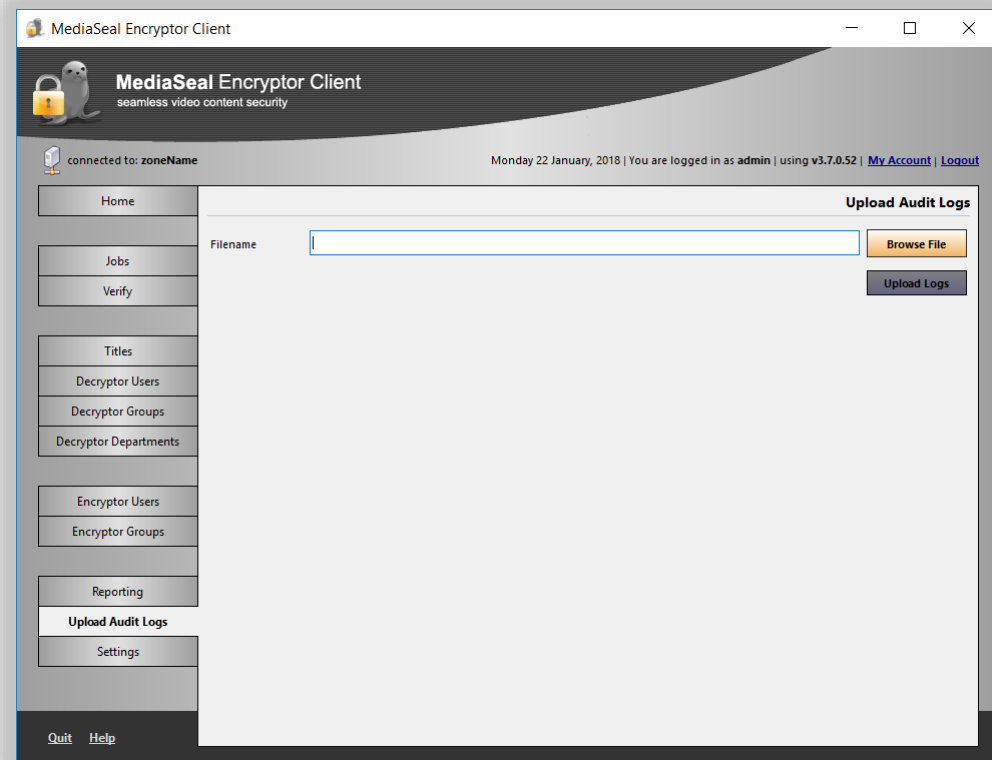 MediaSeal Encryptor Client
MediaSeal Encryptor Client
seamless video content security
connected to: zoneName
Monday 22 January, 2018 | You are logged in as admin | using v3.7.0.52 | My Account | Logout
Home
Upload Audit Logs
Filename
Browse File
Jobs
Upload Logs
Verify
Titles
Decryptor Users
Decryptor Groups
Decryptor Departments
Encryptor Users
Encryptor Groups
Reporting
Upload Audit Logs
Settings
Quit Help